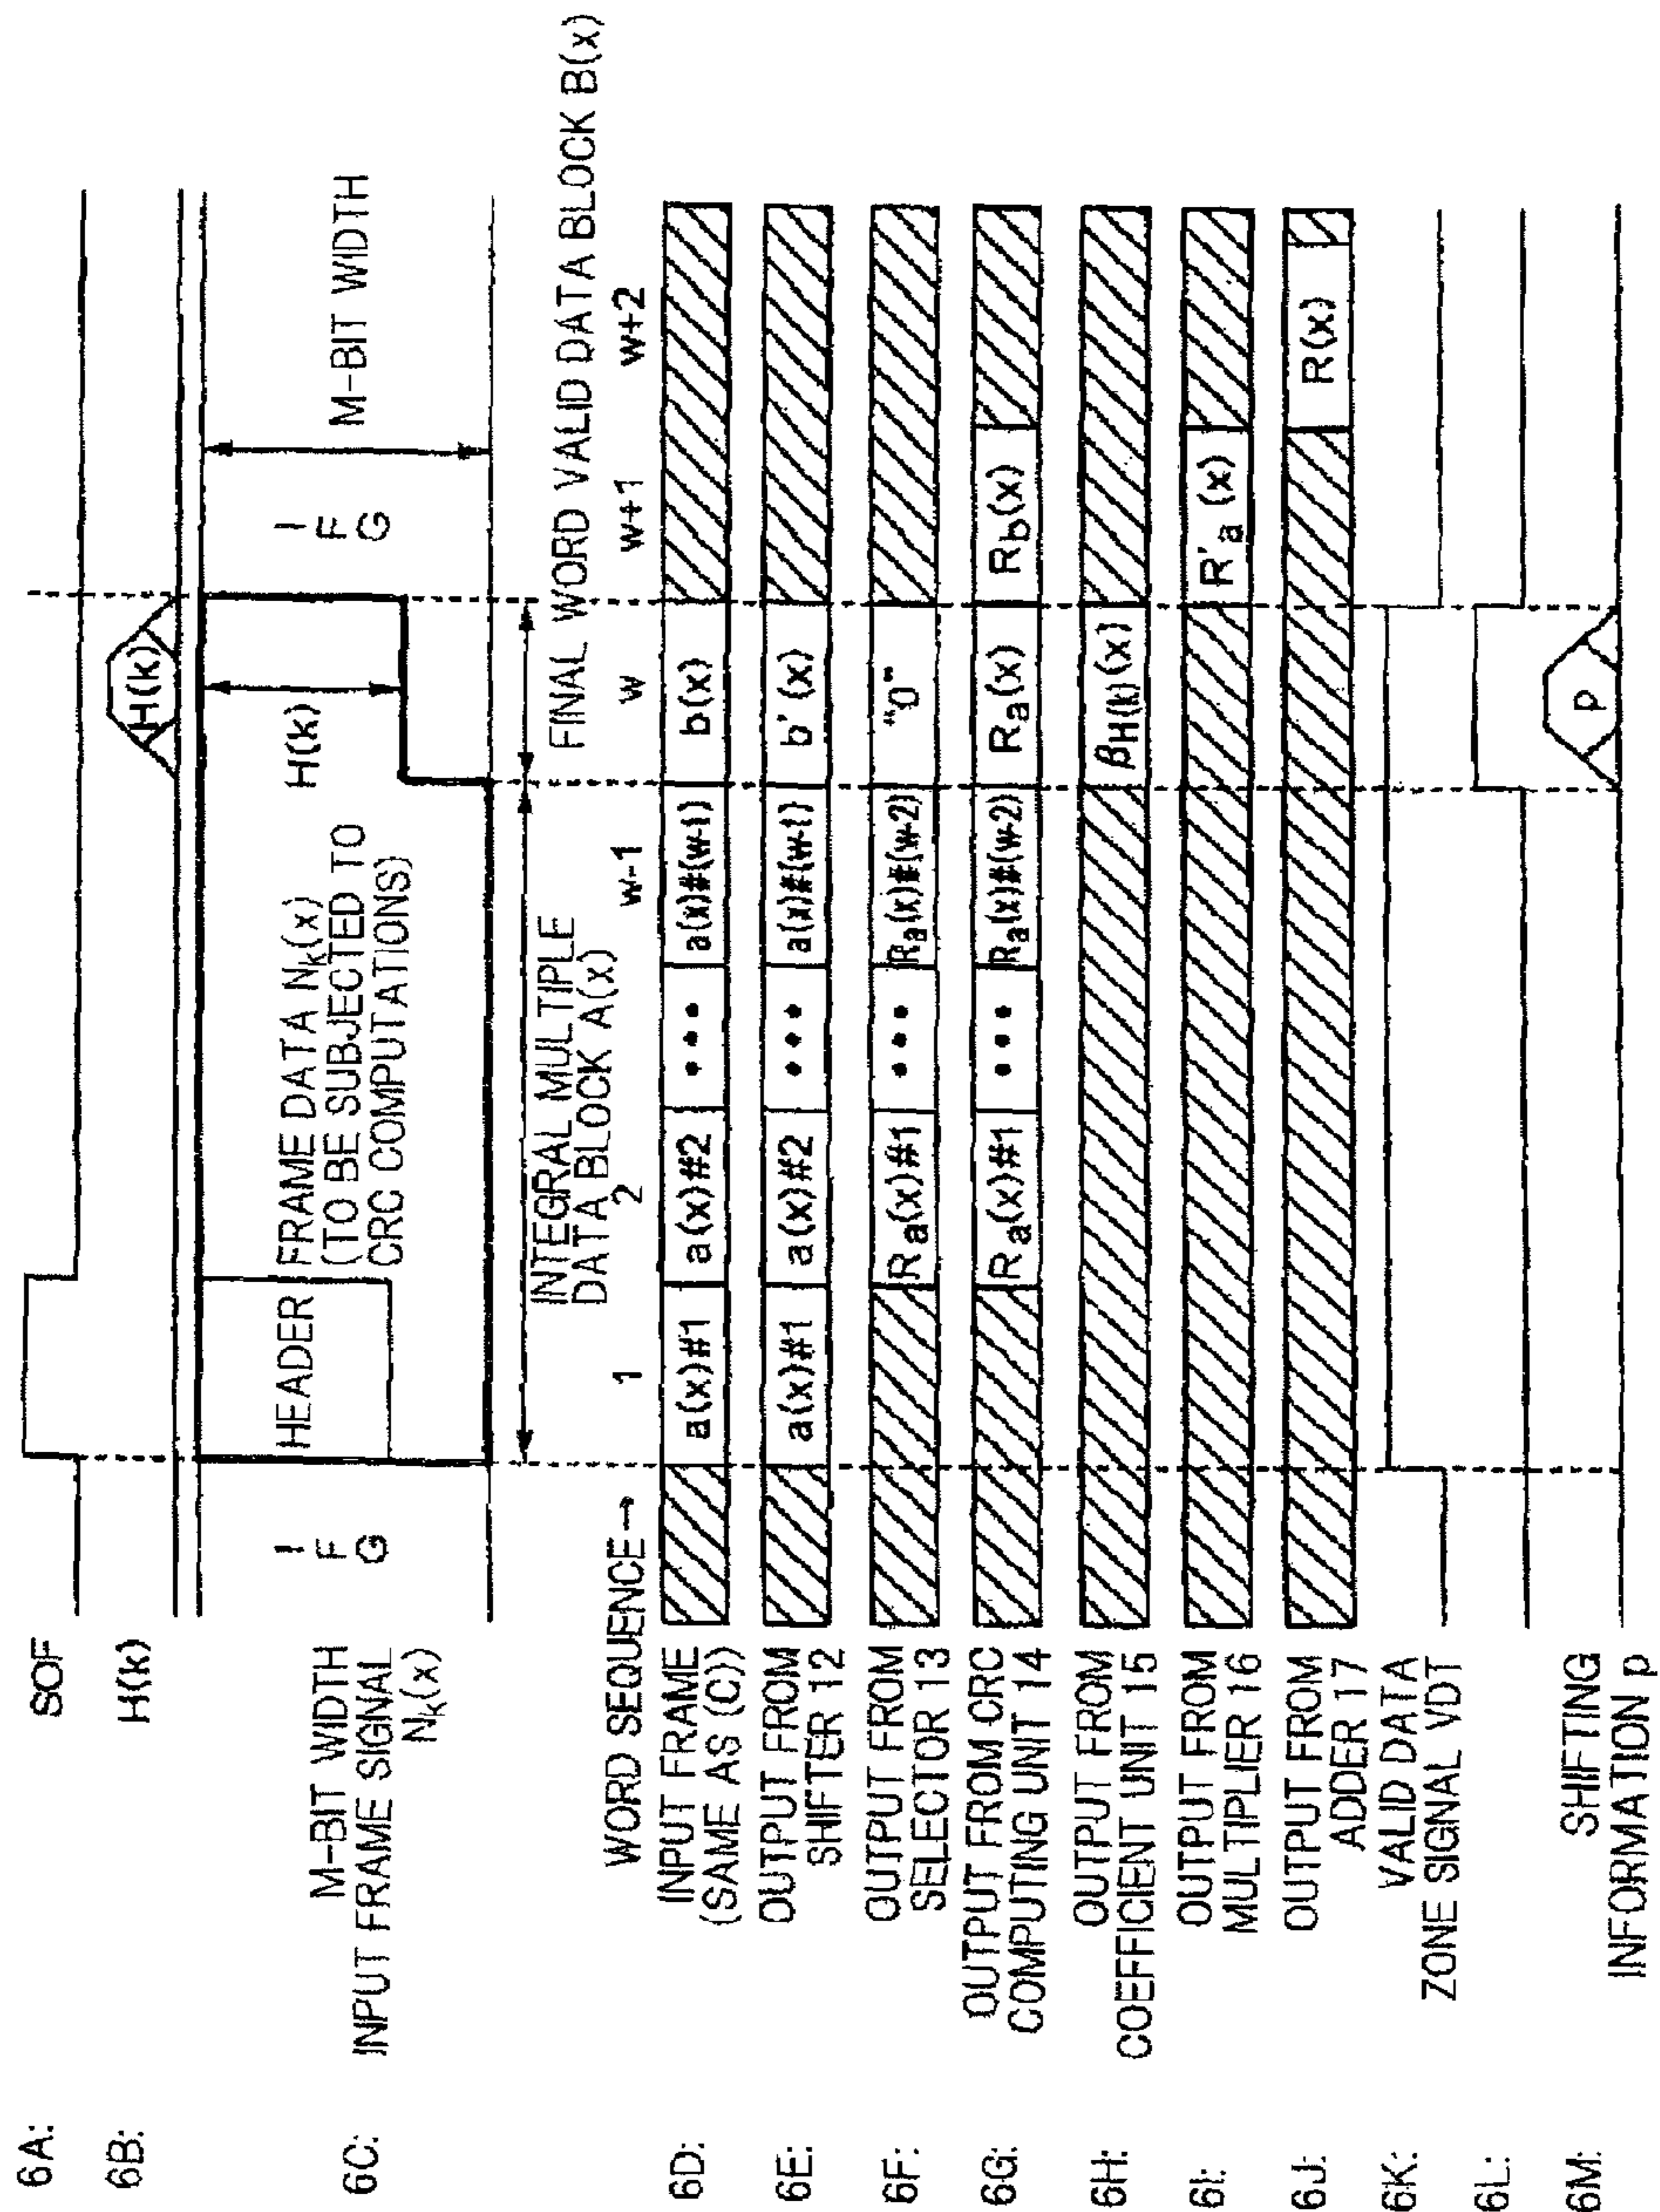 6A: SOF
6B: H(k)
H(k)
6C: M-BIT WIDTH
INPUT FRAME SIGNAL
Nk(x)
I
F
G
HEADER
FRAME DATA Nk(x)
(TO BE SUBJECTED TO
CRC COMPUTATIONS)
H(k)
I
F
G
M-BIT WIDTH
INTEGRAL MULTIPLE
DATA BLOCK A(x)
FINAL WORD VALID DATA BLOCK B(x)
WORD SEQUENCE→ 1 2 w-1 w w+1 w+2
6D: INPUT FRAME
(SAME AS (C))
a(x)#1 a(x)#2 ••• a(x)#(w-1) b(x)
6E: OUTPUT FROM
SHIFTER 12
a(x)#1 a(x)#2 ••• a(x)#(w-1) b'(x)
6F: OUTPUT FROM
SELECTOR 13
Ra(x)#1 ••• Ra(x)#(w-2) "0"
6G: OUTPUT FROM CRC
COMPUTING UNIT 14
Ra(x)#1 ••• Ra(x)#(w-2) Ra(x) Rb(x)
6H: OUTPUT FROM
COEFFICIENT UNIT 15
βH(k)(x)
6I: OUTPUT FROM
MULTIPLIER 16
R'a(x)
6J: OUTPUT FROM
ADDER 17
R(x)
6K: VALID DATA
ZONE SIGNAL VDT
6L:
6M: SHIFTING
INFORMATION p
p